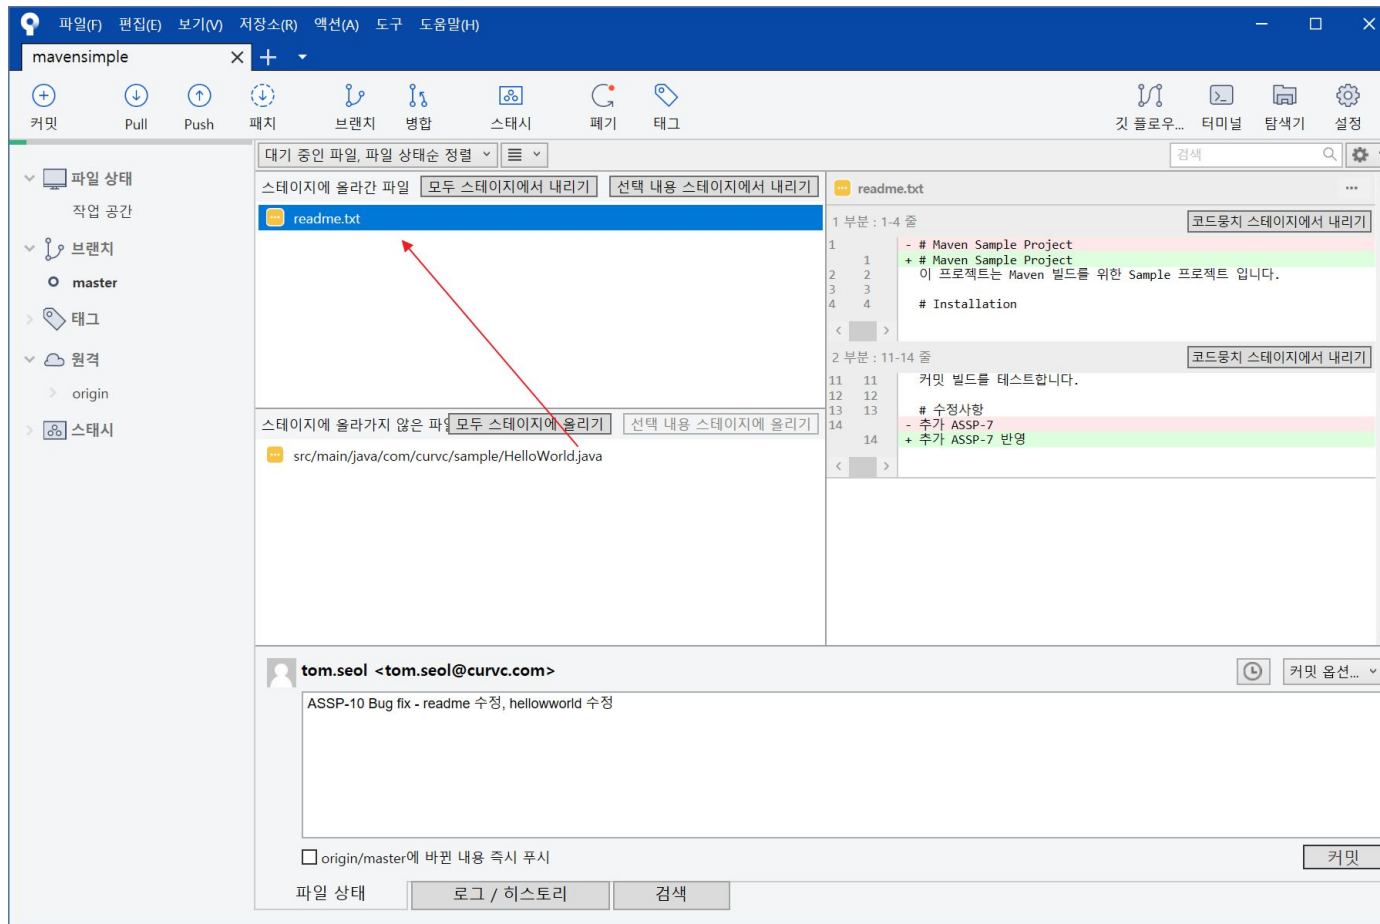 파일(F) 편집(E) 보기(V) 저장소(R) 액션(A) 도구 도움말(H)
mavensimple
커밋 Pull Push 패치 브랜치 병합 스태시 폐기 태그 깃 플로우... 터미널 탐색기 설정
대기 중인 파일, 파일 상태순 정렬 검색
파일 상태
작업 공간
브랜치
master
태그
원격
origin
스태시
스테이지에 올라간 파일 모두 스테이지에서 내리기 선택 내용 스테이지에서 내리기
readme.txt
스테이지에 올라가지 않은 파일 모두 스테이지에 올리기 선택 내용 스테이지에 올리기
src/main/java/com/curvc/sample/HelloWorld.java
readme.txt ...
1 부분 : 1-4 줄 코드뭉치 스테이지에서 내리기
1 - # Maven Sample Project
1 + # Maven Sample Project
2 2 이 프로젝트는 Maven 빌드를 위한 Sample 프로젝트 입니다.
3 3
4 4 # Installation
2 부분 : 11-14 줄 코드뭉치 스테이지에서 내리기
11 11 커밋 빌드를 테스트합니다.
12 12
13 13 # 수정사항
14 - 추가 ASSP-7
14 + 추가 ASSP-7 반영
tom.seol <tom.seol@curvc.com> 커밋 옵션...
ASSP-10 Bug fix - readme 수정, hellowworld 수정
origin/master에 바뀐 내용 즉시 푸시 커밋
파일 상태 로그 / 히스토리 검색